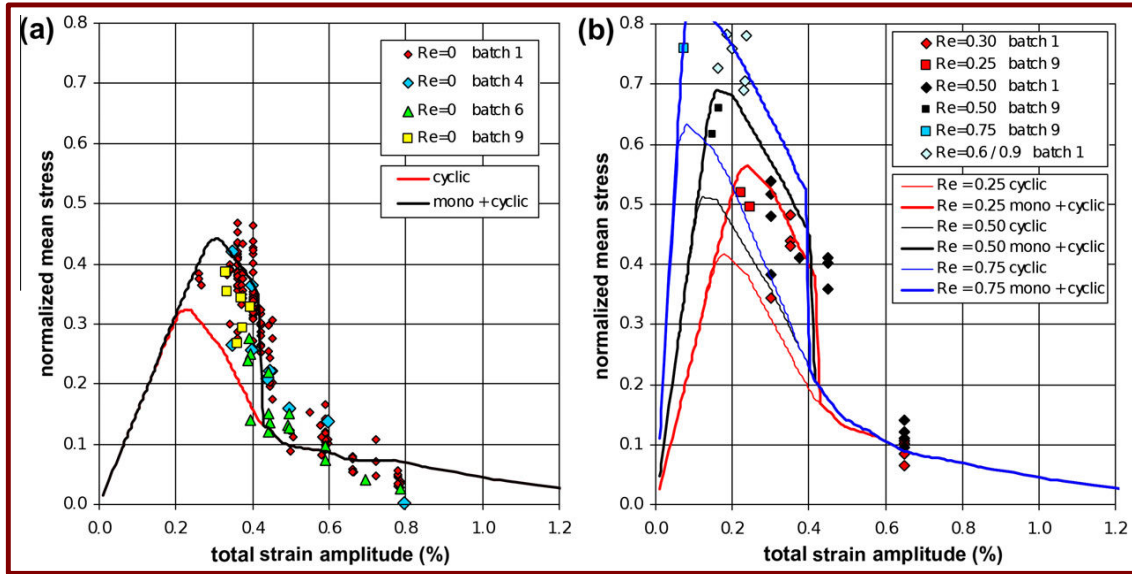 (a)
0.8
0.7
0.6
0.5
0.4
0.3
0.2
0.1
0.0
normalized mean stress
Re=0 batch 1
Re=0 batch 4
Re=0 batch 6
Re=0 batch 9
cyclic
mono +cyclic
0.0 0.2 0.4 0.6 0.8 1.0 1.2
total strain amplitude (%)
(b)
0.8
0.7
0.6
0.5
0.4
0.3
0.2
0.1
0.0
normalized mean stress
Re=0.30 batch 1
Re=0.25 batch 9
Re=0.50 batch 1
Re=0.50 batch 9
Re=0.75 batch 9
Re=0.6 / 0.9 batch 1
Re = 0.25 cyclic
Re = 0.25 mono +cyclic
Re = 0.50 cyclic
Re = 0.50 mono +cyclic
Re = 0.75 cyclic
Re = 0.75 mono +cyclic
0.0 0.2 0.4 0.6 0.8 1.0 1.2
total strain amplitude (%)